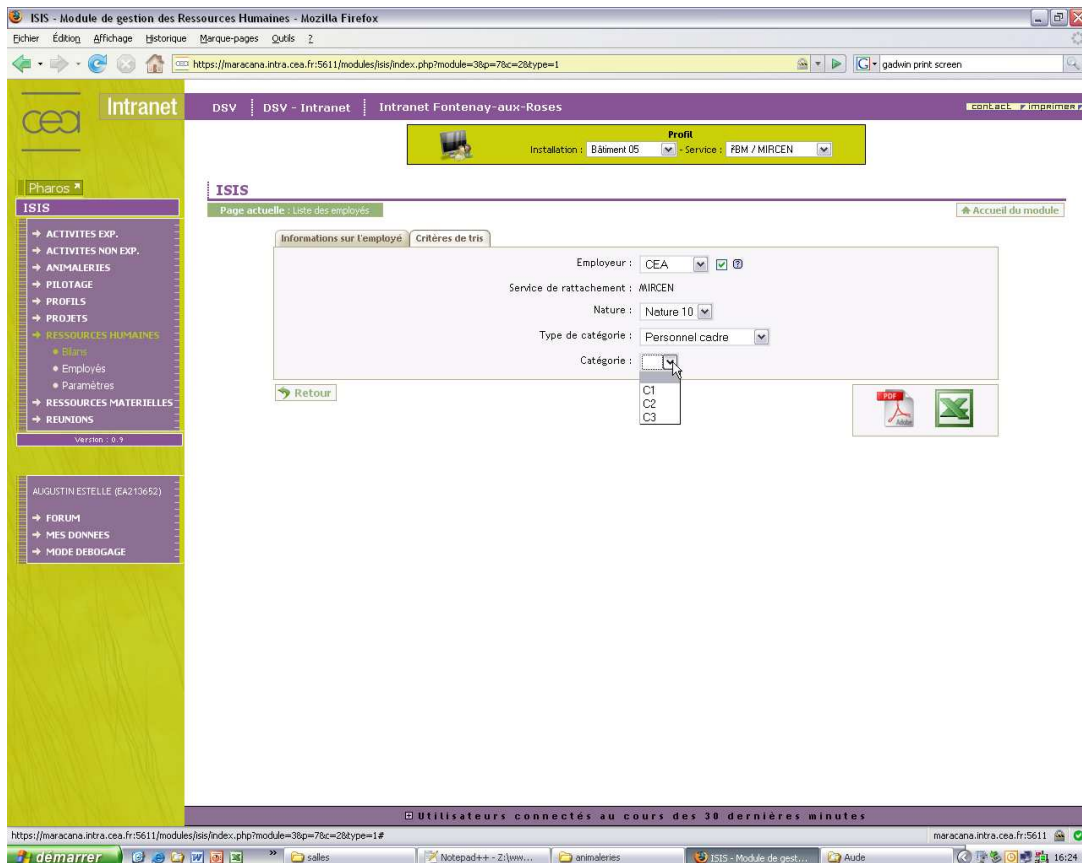 ISIS - Module de gestion des Ressources Humaines - Mozilla Firefox
Fichier Édition Affichage Historique Marque-pages Outils ?
https://maracana.intra.cea.fr:5611/modules/isis/index.php?module=3&p=7&c=2&type=1
gadwin print screen
cea
Intranet
DSV DSV - Intranet Intranet Fontenay-aux-Roses
contact imprimer
Profil
Installation : Bâtiment 05 - Service : MIRCEN
Pharos
ISIS
ISIS
Page actuelle : Liste des employés
Accueil du module
ACTIVITES EXP.
ACTIVITES NON EXP.
ANIMALERIES
PILOTAGE
PROFILS
PROJETS
RESSOURCES HUMAINES
Bilans
Employés
Paramètres
RESSOURCES MATERIELLES
REUNIONS
Version : 0.9
Informations sur l'employé Critères de tris
Employeur : CEA
Service de rattachement : MIRCEN
Nature : Nature 10
Type de catégorie : Personnel cadre
Catégorie :
C1
C2
C3
Retour
PDF
Adobe
AUGUSTIN ESTELLE (EA213652)
FORUM
MES DONNEES
MODE DEBOGAGE
Utilisateurs connectés au cours des 30 dernières minutes
https://maracana.intra.cea.fr:5611/modules/isis/index.php?module=3&p=7&c=2&type=1#
maracana.intra.cea.fr:5611
démarrer
»
salles
Notepad++ - Z:\ww...
animaleries
ISIS - Module de gest...
Aude
16:24